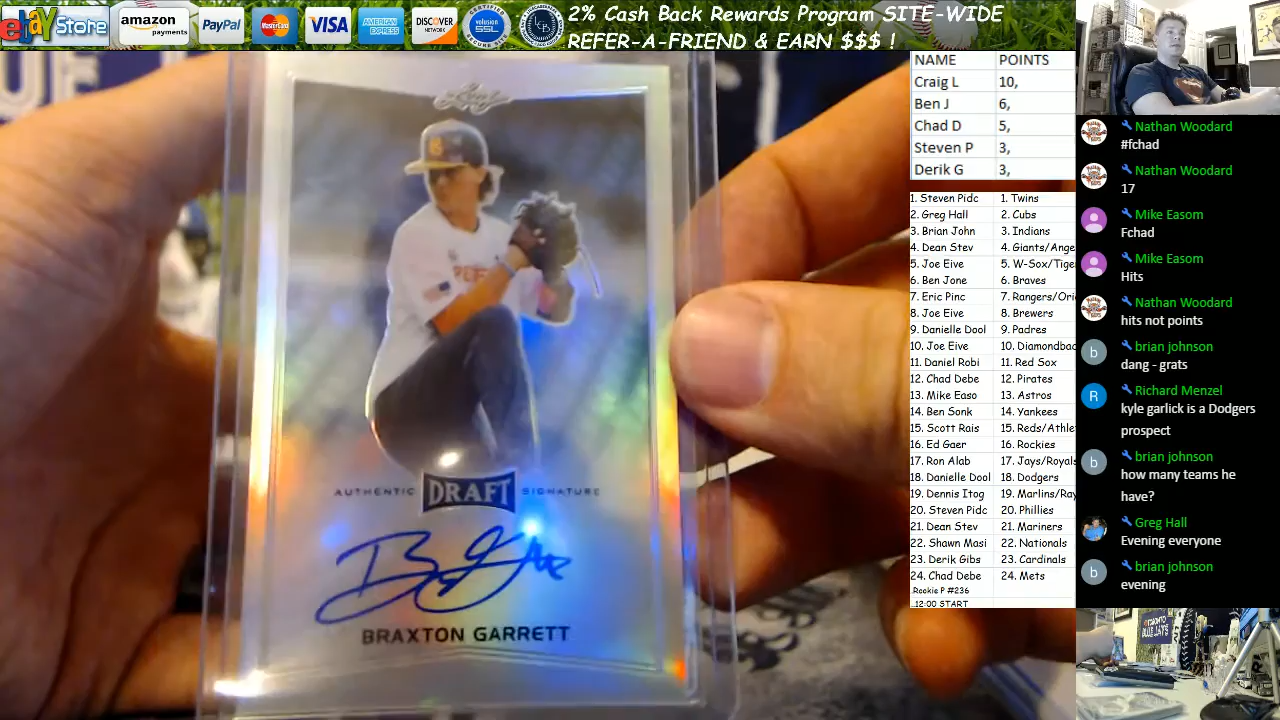 ebay Store
amazon
payments
PayPal
MasterCard
VISA
AMERICAN
EXPRESS
DISCOVER
NETWORK
volusion
SSL
2% Cash Back Rewards Program SITE-WIDE
REFER-A-FRIEND & EARN $$$ !
NAME POINTS
Craig L 10,
Ben J 6,
Chad D 5,
Steven P 3,
Derik G 3,
1. Steven Pidc 1. Twins
2. Greg Hall 2. Cubs
3. Brian John 3. Indians
4. Dean Stev 4. Giants/Ange
5. Joe Eive 5. W-Sox/Tige
6. Ben Jone 6. Braves
7. Eric Pinc 7. Rangers/Ori
8. Joe Eive 8. Brewers
9. Danielle Dool 9. Padres
10. Joe Eive 10. Diamondbac
11. Daniel Robi 11. Red Sox
12. Chad Debe 12. Pirates
13. Mike Easo 13. Astros
14. Ben Sonk 14. Yankees
15. Scott Rais 15. Reds/Athle
16. Ed Gaer 16. Rockies
17. Ron Alab 17. Jays/Royal
18. Danielle Dool 18. Dodgers
19. Dennis Itog 19. Marlins/Ray
20. Steven Pidc 20. Phillies
21. Dean Stev 21. Mariners
22. Shawn Masi 22. Nationals
23. Derik Gibs 23. Cardinals
24. Chad Debe 24. Mets
.Rookie P #236
..12:00 START
Nathan Woodard
#fchad
Nathan Woodard
17
Mike Easom
Fchad
Mike Easom
Hits
Nathan Woodard
hits not points
brian johnson
dang - grats
Richard Menzel
kyle garlick is a Dodgers
prospect
brian johnson
how many teams he
have?
Greg Hall
Evening everyone
brian johnson
evening
Leaf
AUTHENTIC DRAFT SIGNATURE
BRAXTON GARRETT
TORONTO
BLUE JAYS